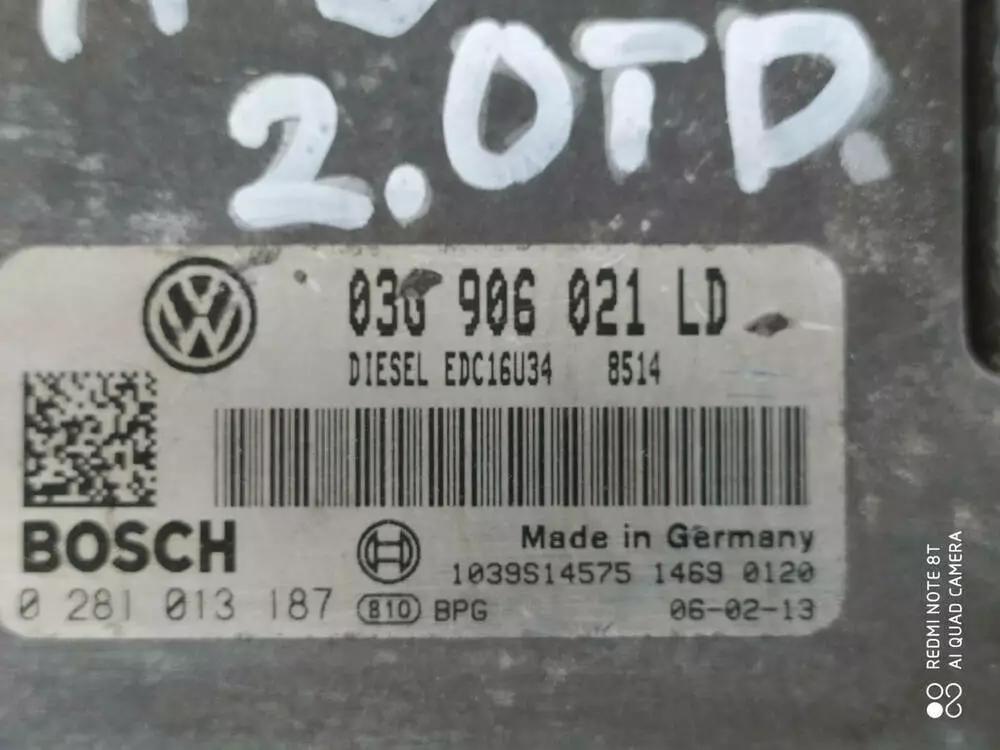 2.0TD.
03G 906 021 LD
DIESEL EDC16U34 8514
BOSCH
Made in Germany
1039S14575 1469 0120
0 281 013 187 810 BPG 06-02-13
REDMI NOTE 8T
AI QUAD CAMERA